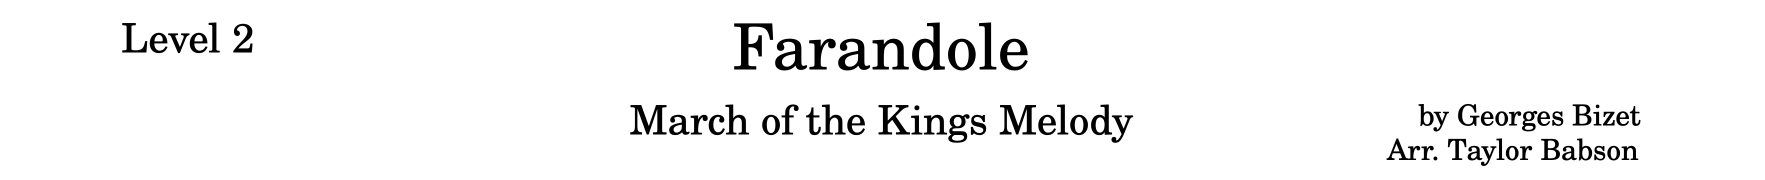 Level 2
Farandole
March of the Kings Melody
by Georges Bizet
Arr. Taylor Babson